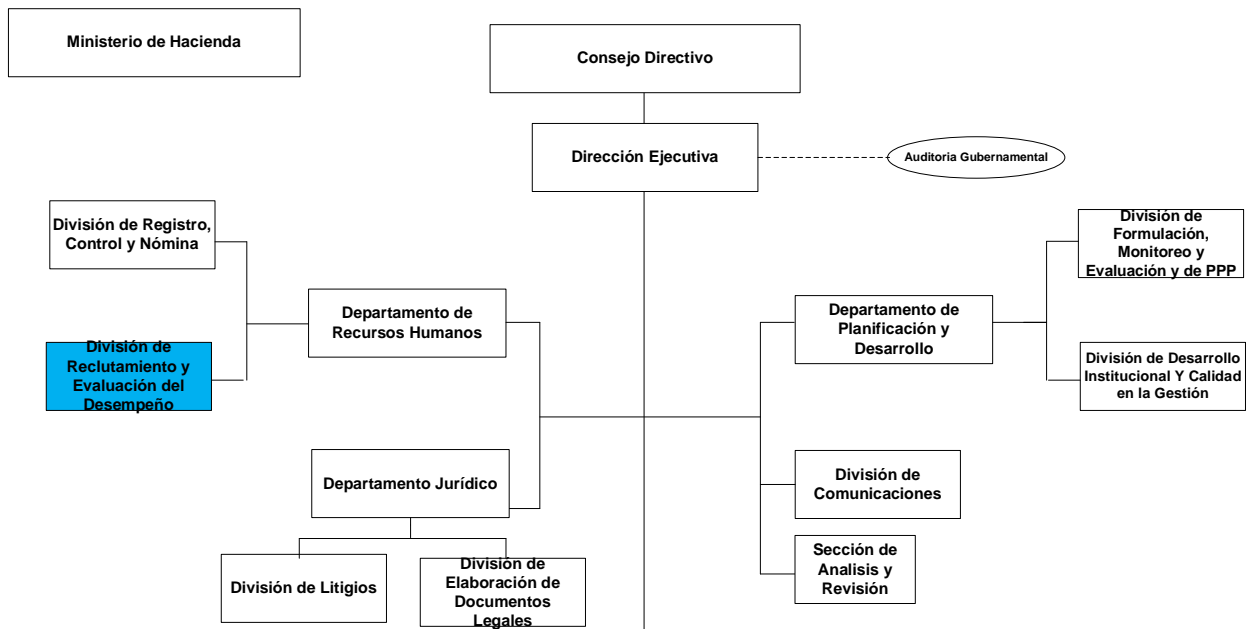 Ministerio de Hacienda
Consejo Directivo
Dirección Ejecutiva
Auditoria Gubernamental
División de Registro,
Control y Nómina
División de
Formulación,
Monitoreo y
Evaluación y de PPP
Departamento de
Recursos Humanos
Departamento de
Planificación y
Desarrollo
División de
Reclutamiento y
Evaluación del
Desempeño
División de Desarrollo
Institucional Y Calidad
en la Gestión
Departamento Jurídico
División de
Comunicaciones
División de Litigios
División de
Elaboración de
Documentos
Legales
Sección de
Analisis y
Revisión